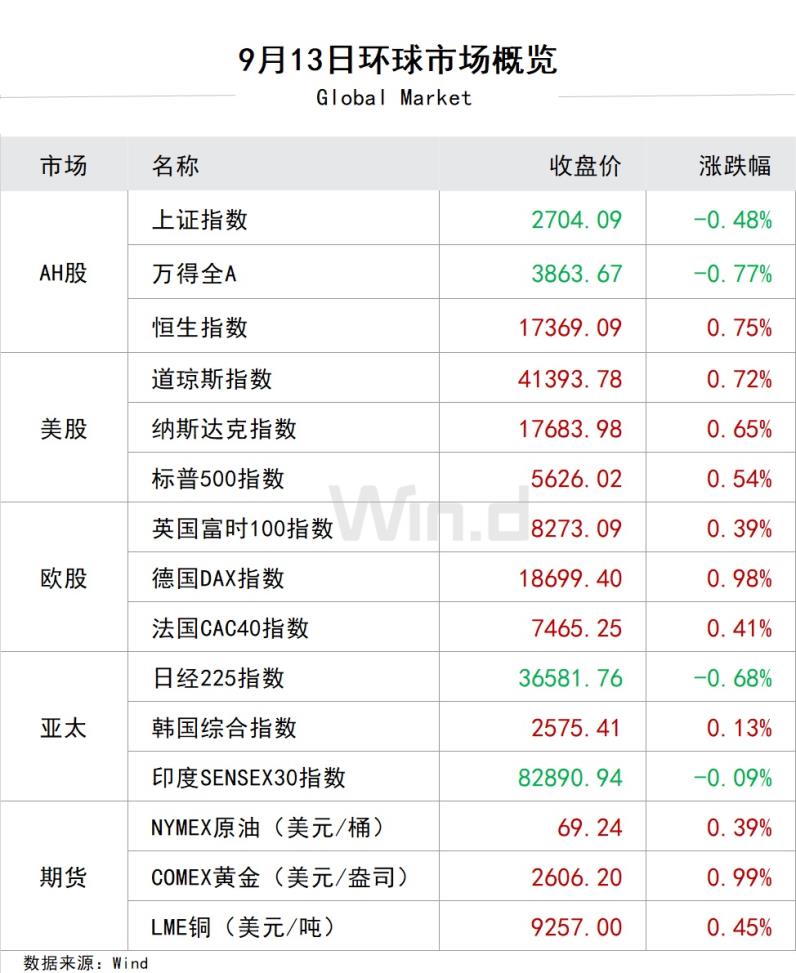 9月13日环球市场概览
Global Market
市场 名称 收盘价 涨跌幅
AH股
上证指数 2704.09 -0.48%
万得全A 3863.67 -0.77%
恒生指数 17369.09 0.75%
美股
道琼斯指数 41393.78 0.72%
纳斯达克指数 17683.98 0.65%
标普500指数 5626.02 0.54%
欧股
英国富时100指数 8273.09 0.39%
德国DAX指数 18699.40 0.98%
法国CAC40指数 7465.25 0.41%
亚太
日经225指数 36581.76 -0.68%
韩国综合指数 2575.41 0.13%
印度SENSEX30指数 82890.94 -0.09%
期货
NYMEX原油（美元/桶） 69.24 0.39%
COMEX黄金（美元/盎司） 2606.20 0.99%
LME铜（美元/吨） 9257.00 0.45%
Win.d
数据来源：Wind